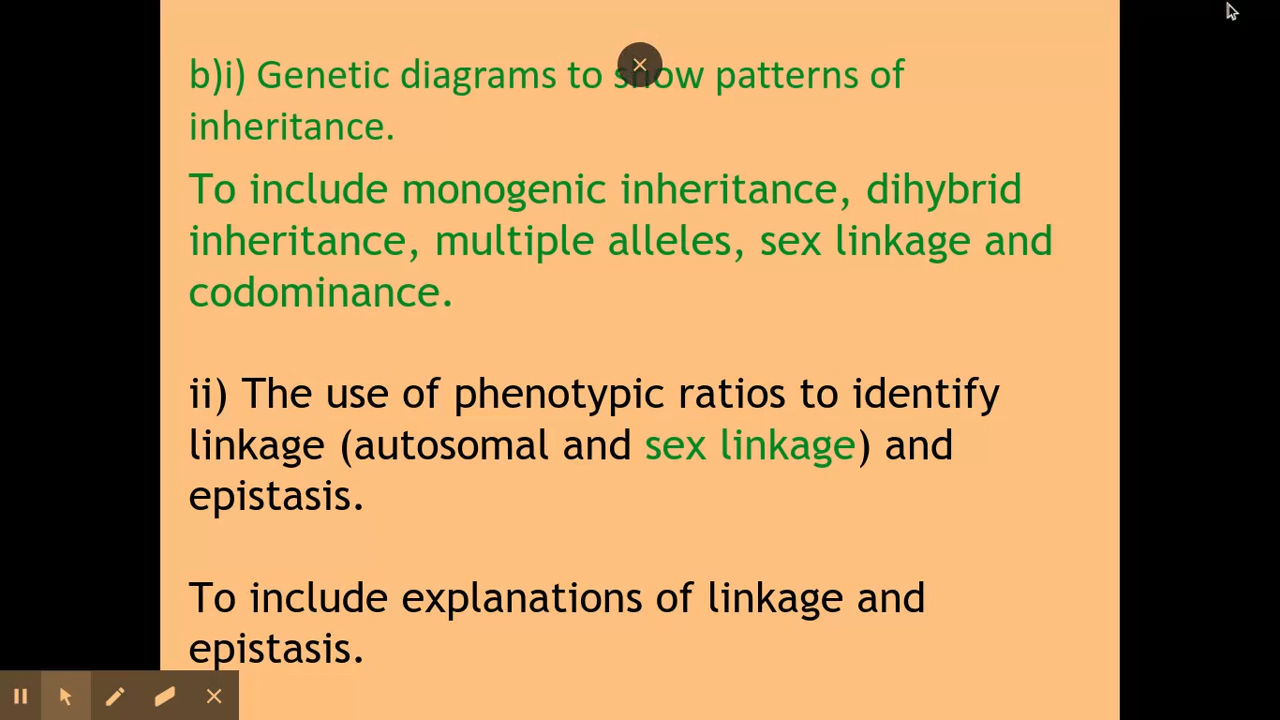 b)i) Genetic diagrams to show patterns of
inheritance.
To include monogenic inheritance, dihybrid
inheritance, multiple alleles, sex linkage and
codominance.
ii) The use of phenotypic ratios to identify
linkage (autosomal and sex linkage) and
epistasis.
To include explanations of linkage and
epistasis.